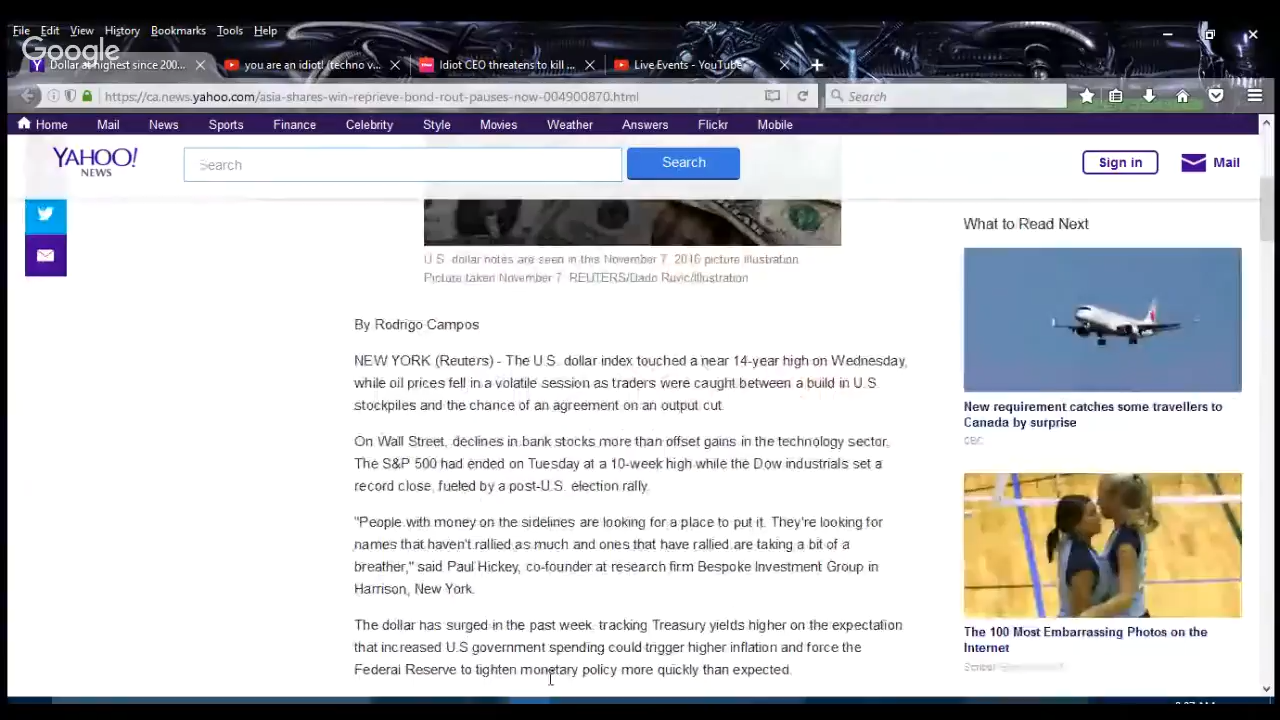 File Edit View History Bookmarks Tools Help
Google
Dollar at highest since 200... you are an idiot! (techno v... Idiot CEO threatens to kill ... Live Events - YouTube
https://ca.news.yahoo.com/asia-shares-win-reprieve-bond-rout-pauses-now-004900870.html Search
Home Mail News Sports Finance Celebrity Style Movies Weather Answers Flickr Mobile
YAHOO!
NEWS
Search Search Sign in Mail
U.S. dollar notes are seen in this November 7, 2016 picture illustration.
Picture taken November 7. REUTERS/Dado Ruvic/Illustration
By Rodrigo Campos
NEW YORK (Reuters) - The U.S. dollar index touched a near 14-year high on Wednesday,
while oil prices fell in a volatile session as traders were caught between a build in U.S
stockpiles and the chance of an agreement on an output cut.
On Wall Street, declines in bank stocks more than offset gains in the technology sector.
The S&P 500 had ended on Tuesday at a 10-week high while the Dow industrials set a
record close, fueled by a post-U.S. election rally.
"People with money on the sidelines are looking for a place to put it. They're looking for
names that haven't rallied as much and ones that have rallied are taking a bit of a
breather," said Paul Hickey, co-founder at research firm Bespoke Investment Group in
Harrison, New York.
The dollar has surged in the past week, tracking Treasury yields higher on the expectation
that increased U.S government spending could trigger higher inflation and force the
Federal Reserve to tighten monetary policy more quickly than expected.
What to Read Next
New requirement catches some travellers to
Canada by surprise
CBC
The 100 Most Embarrassing Photos on the
Internet